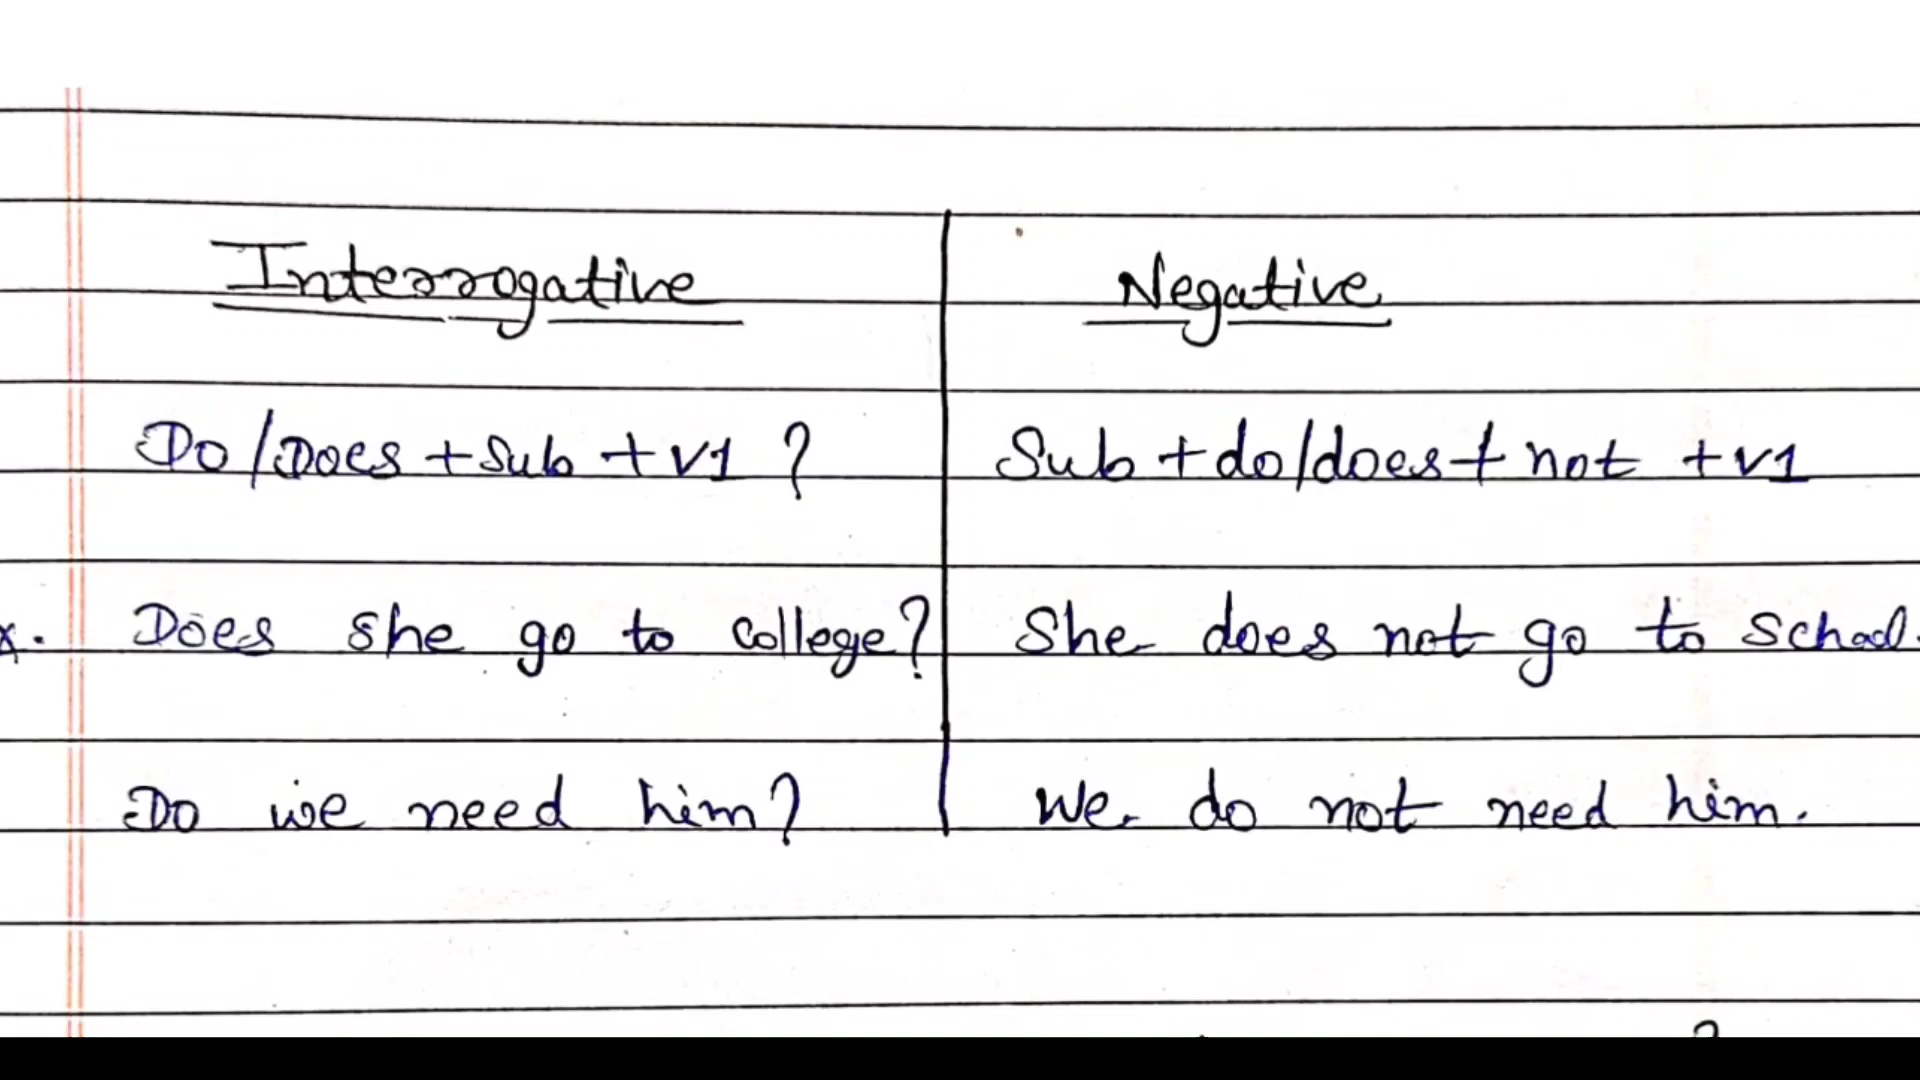 Interrogative
Negative
Do/Does + Sub + V1 ?
Sub + do/does + not + V1
x. Does she go to college?
She does not go to school.
Do we need him?
We do not need him.